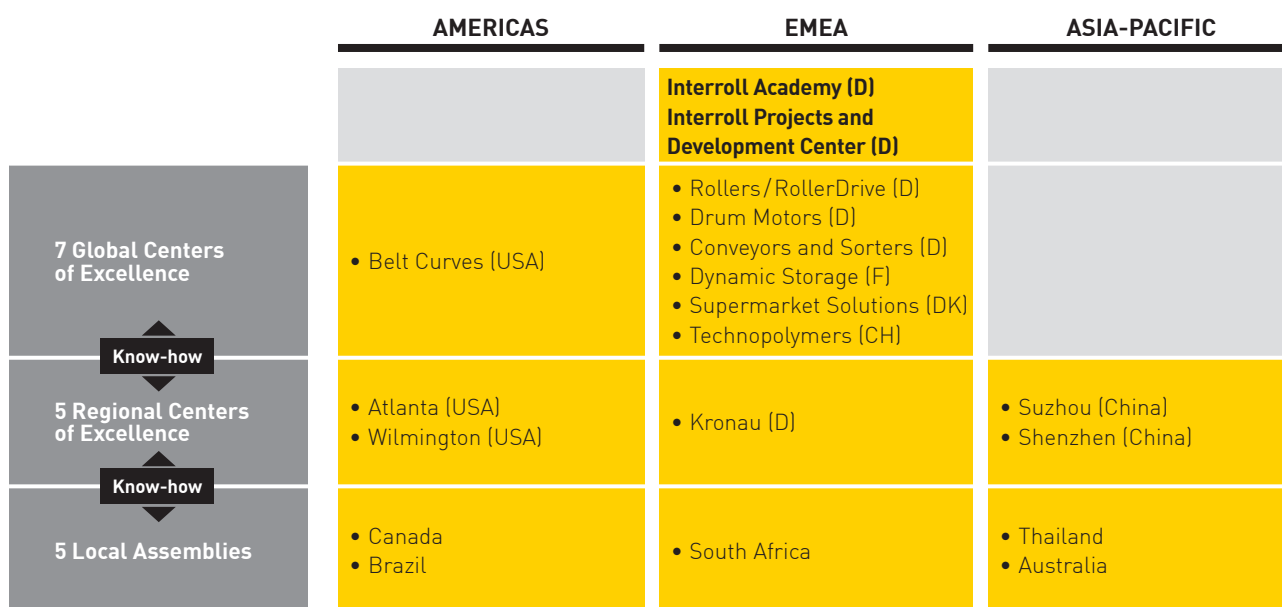 AMERICAS
EMEA
ASIA-PACIFIC
Interroll Academy (D)
Interroll Projects and
Development Center (D)
7 Global Centers
of Excellence
• Belt Curves (USA)
• Rollers/RollerDrive (D)
• Drum Motors (D)
• Conveyors and Sorters (D)
• Dynamic Storage (F)
• Supermarket Solutions (DK)
• Technopolymers (CH)
Know-how
5 Regional Centers
of Excellence
• Atlanta (USA)
• Wilmington (USA)
• Kronau (D)
• Suzhou (China)
• Shenzhen (China)
Know-how
5 Local Assemblies
• Canada
• Brazil
• South Africa
• Thailand
• Australia